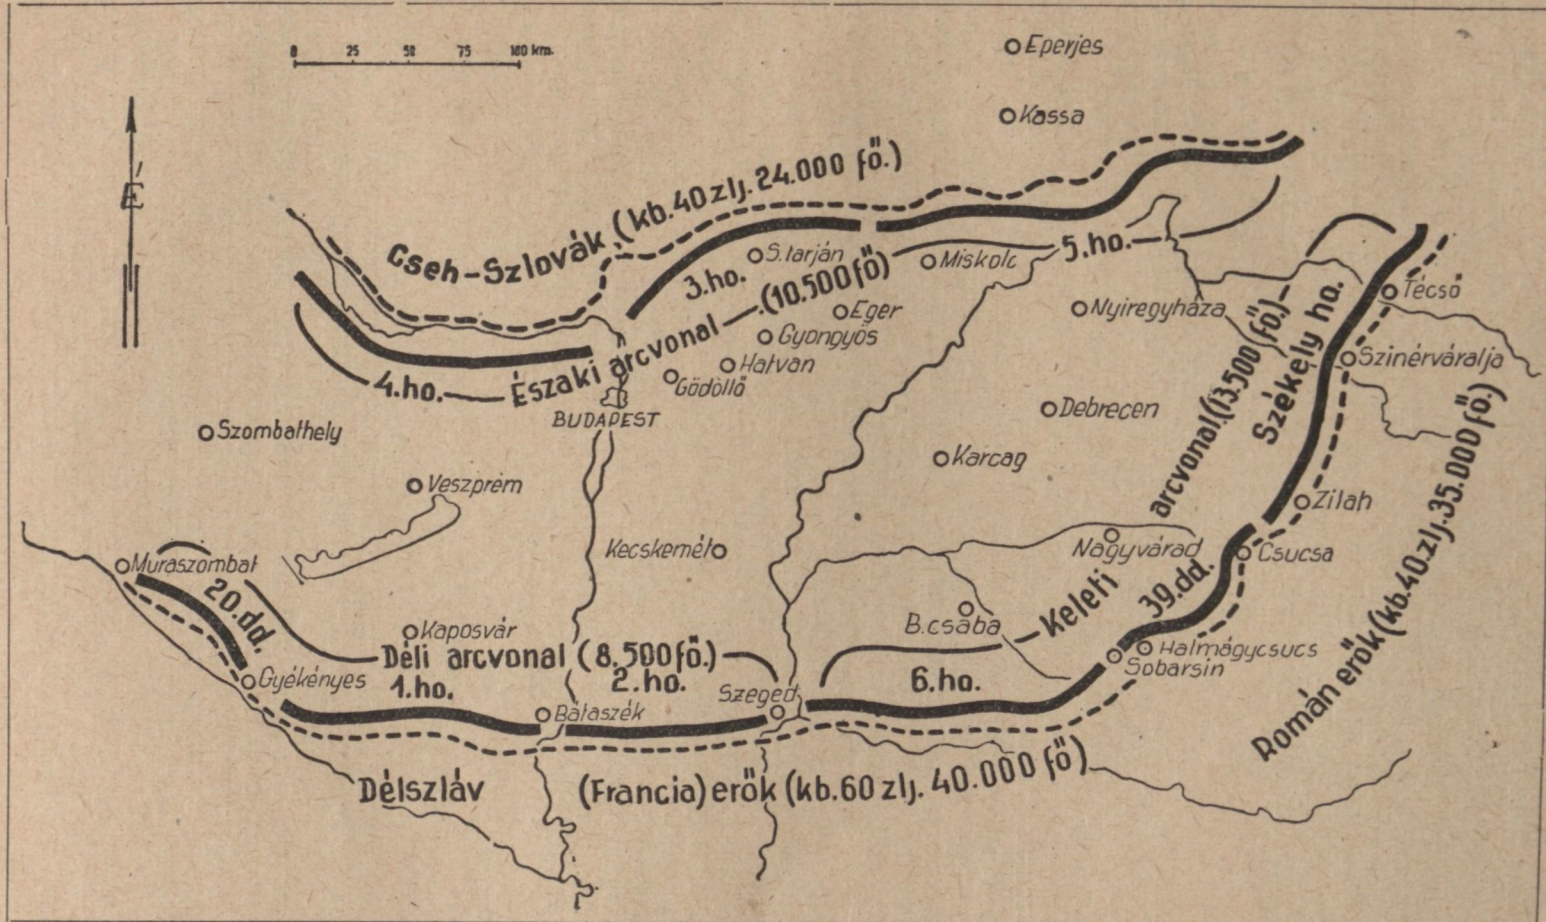 0 25 50 75 100 km.
É
Eperjes
Kassa
Cseh-Szlovák (kb. 40 zlj. 24.000 fő.)
S.tarján
3.ho.
Miskolc
5.ho.
Eger
Gyongyös
Hatvan
Gödöllő
4.ho.
Északi arcvonal (10.500 fő)
BUDAPEST
Nyiregyháza
Técső
Szinérváralja
Székely ho.
Keleti arcvonal (13.500 fő)
Debrecen
Karcag
Szombathely
Veszprém
Zilah
Kecskemét
Nagyvárad
Csucsa
39.dd.
Muraszombat
20.dd.
Kaposvár
B.csaba
Halmágycsucs
Sobarsin
Déli arcvonal (8.500 fő.)
Gyékényes
1.ho.
2.ho.
Szeged
6.ho.
Bátaszék
Román erők (kb. 40. zlj. 35.000 fő.)
Délszláv (Francia) erők (kb. 60 zlj. 40.000 fő)